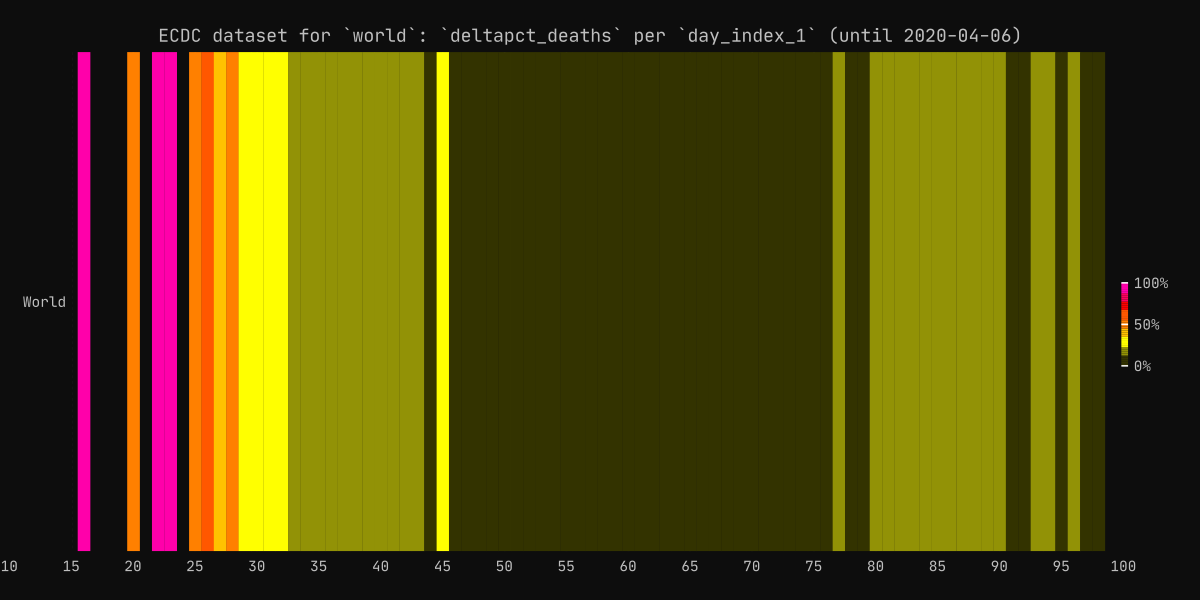 ECDC dataset for `world`: `deltapct_deaths` per `day_index_1` (until 2020-04-06)
World
100%
50%
0%
10 15 20 25 30 35 40 45 50 55 60 65 70 75 80 85 90 95 100